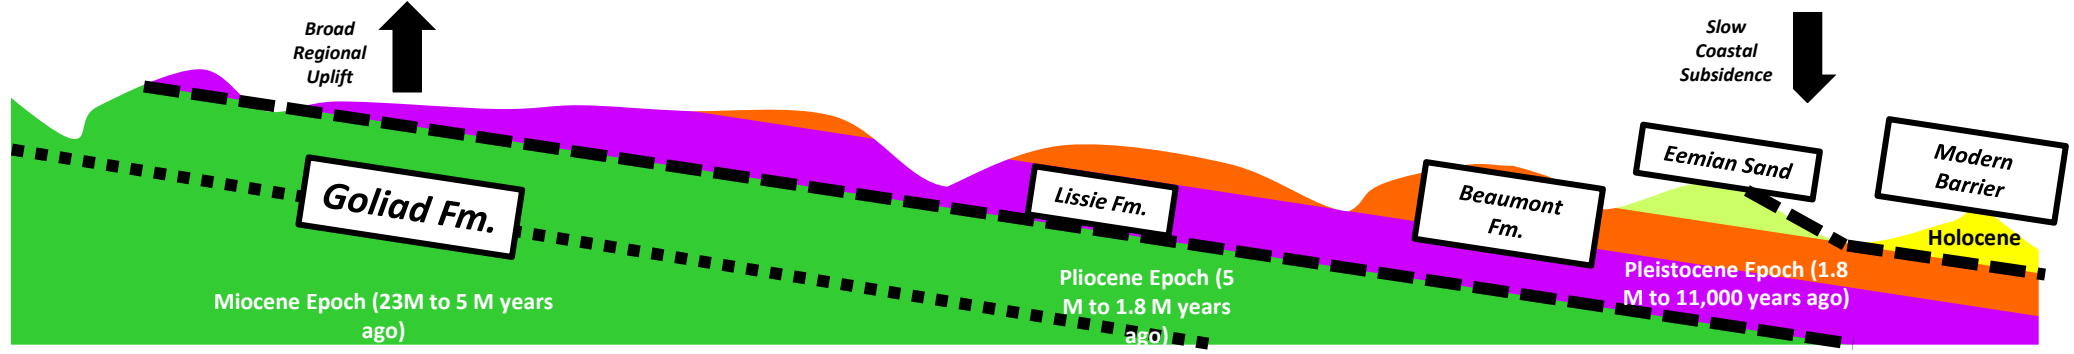 Broad
Regional
Uplift
Slow
Coastal
Subsidence
Goliad Fm.
Lissie Fm.
Beaumont
Fm.
Eemian Sand
Modern
Barrier
Holocene
Miocene Epoch (23M to 5 M years
ago)
Pliocene Epoch (5
M to 1.8 M years
ago)
Pleistocene Epoch (1.8
M to 11,000 years ago)